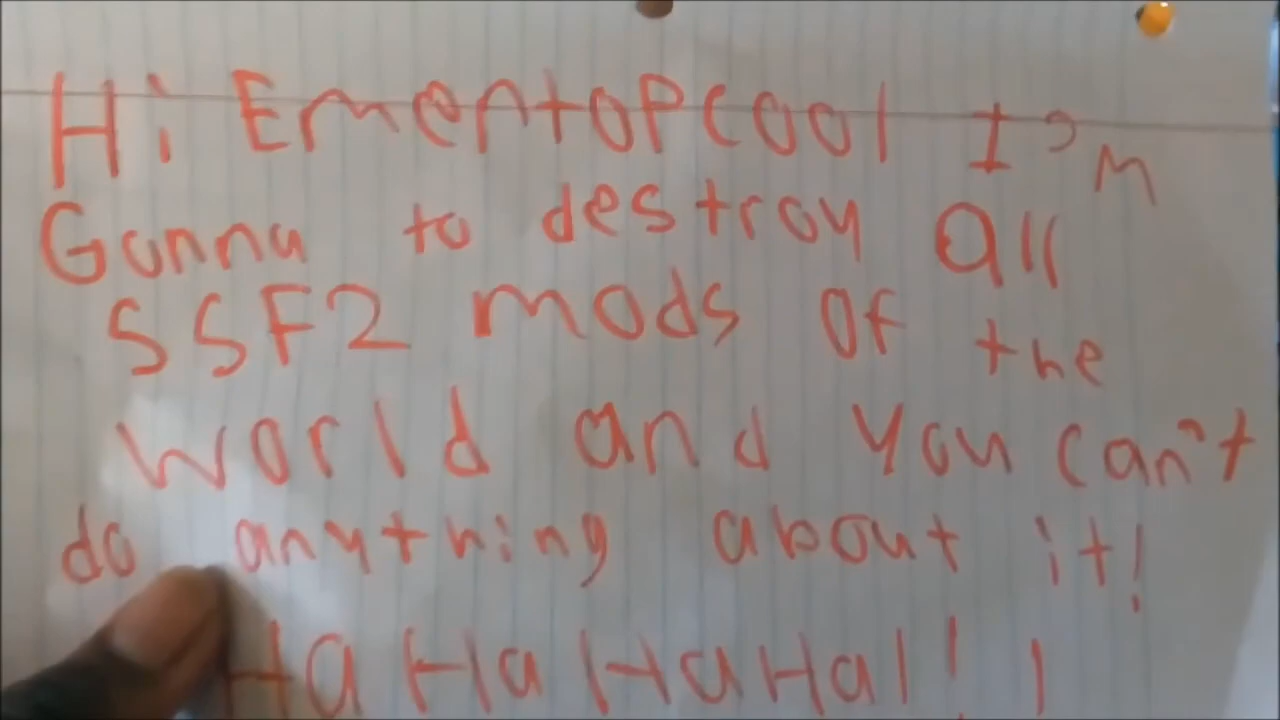 Hi Ementopcool I'm
Gonna to destroy all
SSF2 mods of the
world and you can't
do anything about it!
HaHaHaHa!!!